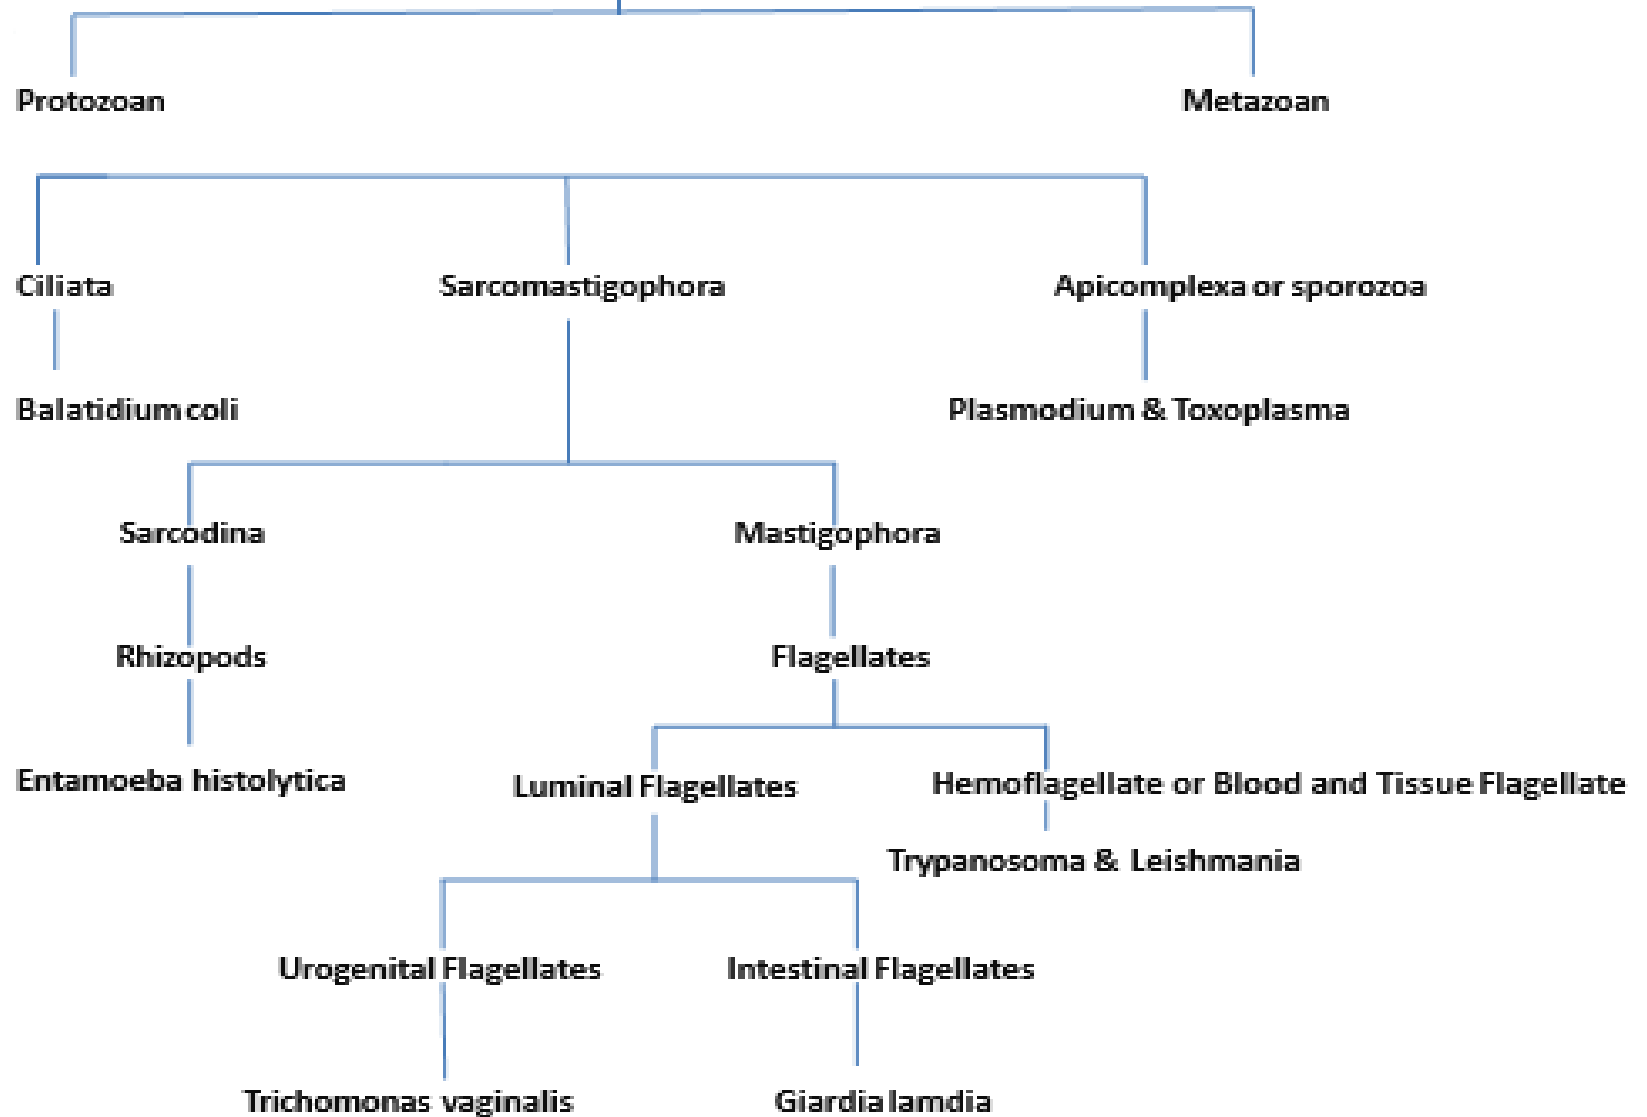 Protozoan
Metazoan
Ciliata
Sarcomastigophora
Apicomplexa or sporozoa
Balatidium coli
Plasmodium & Toxoplasma
Sarcodina
Mastigophora
Rhizopods
Flagellates
Entamoeba histolytica
Luminal Flagellates
Hemoflagellate or Blood and Tissue Flagellate
Trypanosoma & Leishmania
Urogenital Flagellates
Intestinal Flagellates
Trichomonas vaginalis
Giardia lamdia